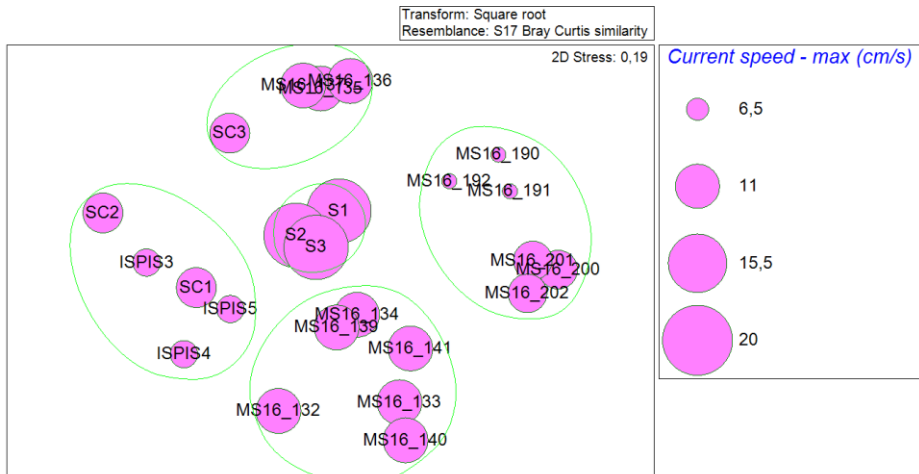 Transform: Square root
Resemblance: S17 Bray Curtis similarity
2D Stress: 0,19
Current speed - max (cm/s)
6,5
11
15,5
20
MS16_136
MS16_135
SC3
MS16_190
MS16_192
MS16_191
SC2
S1
S2
S3
ISPIS3
MS16_201
MS16_200
SC1
MS16_202
ISPIS5
MS16_134
MS16_139
MS16_141
ISPIS4
MS16_133
MS16_132
MS16_140